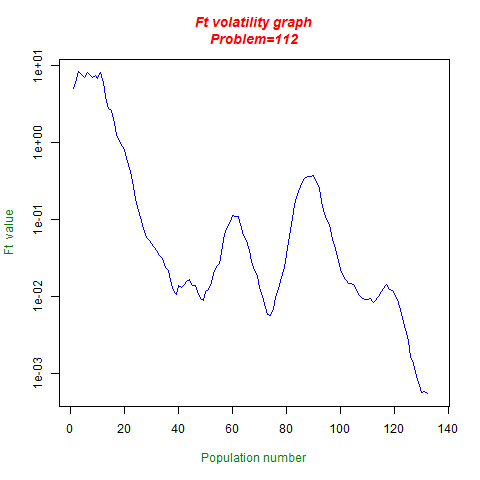 Ft volatility graph
Problem=112
1e+01
1e+00
1e-01
1e-02
1e-03
Ft value
0 20 40 60 80 100 120 140
Population number